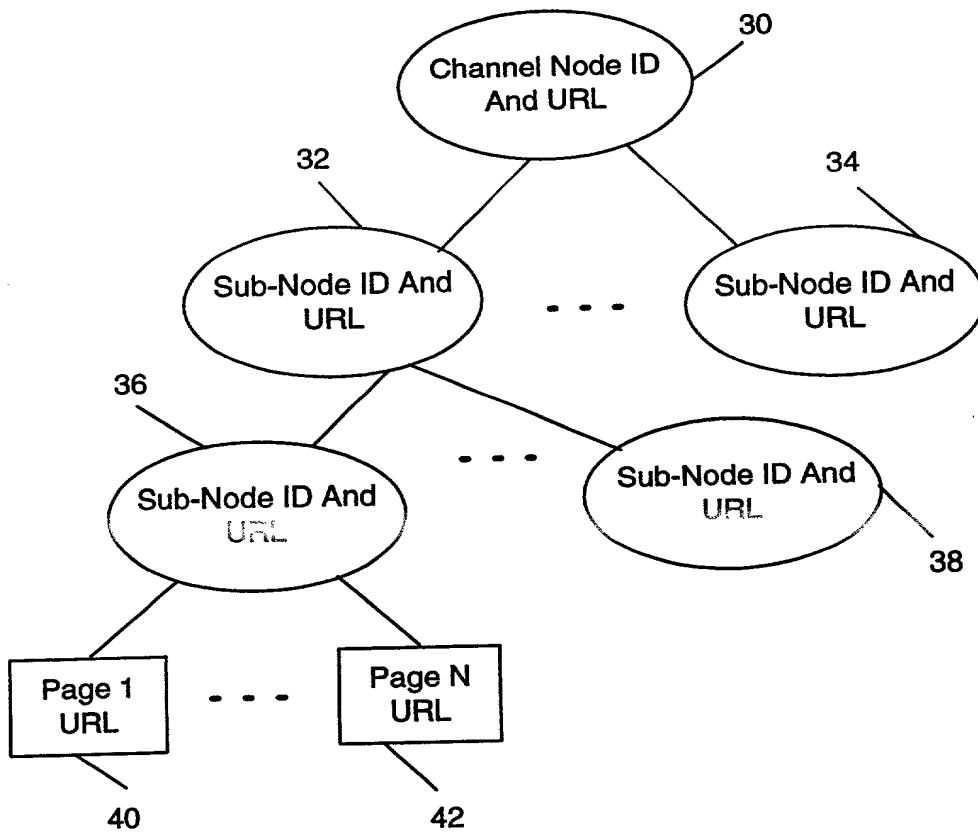 30
Channel Node ID
And URL
32
34
Sub-Node ID And
URL
Sub-Node ID And
URL
36
Sub-Node ID And
URL
Sub-Node ID And
URL
38
Page 1
URL
Page N
URL
40
42